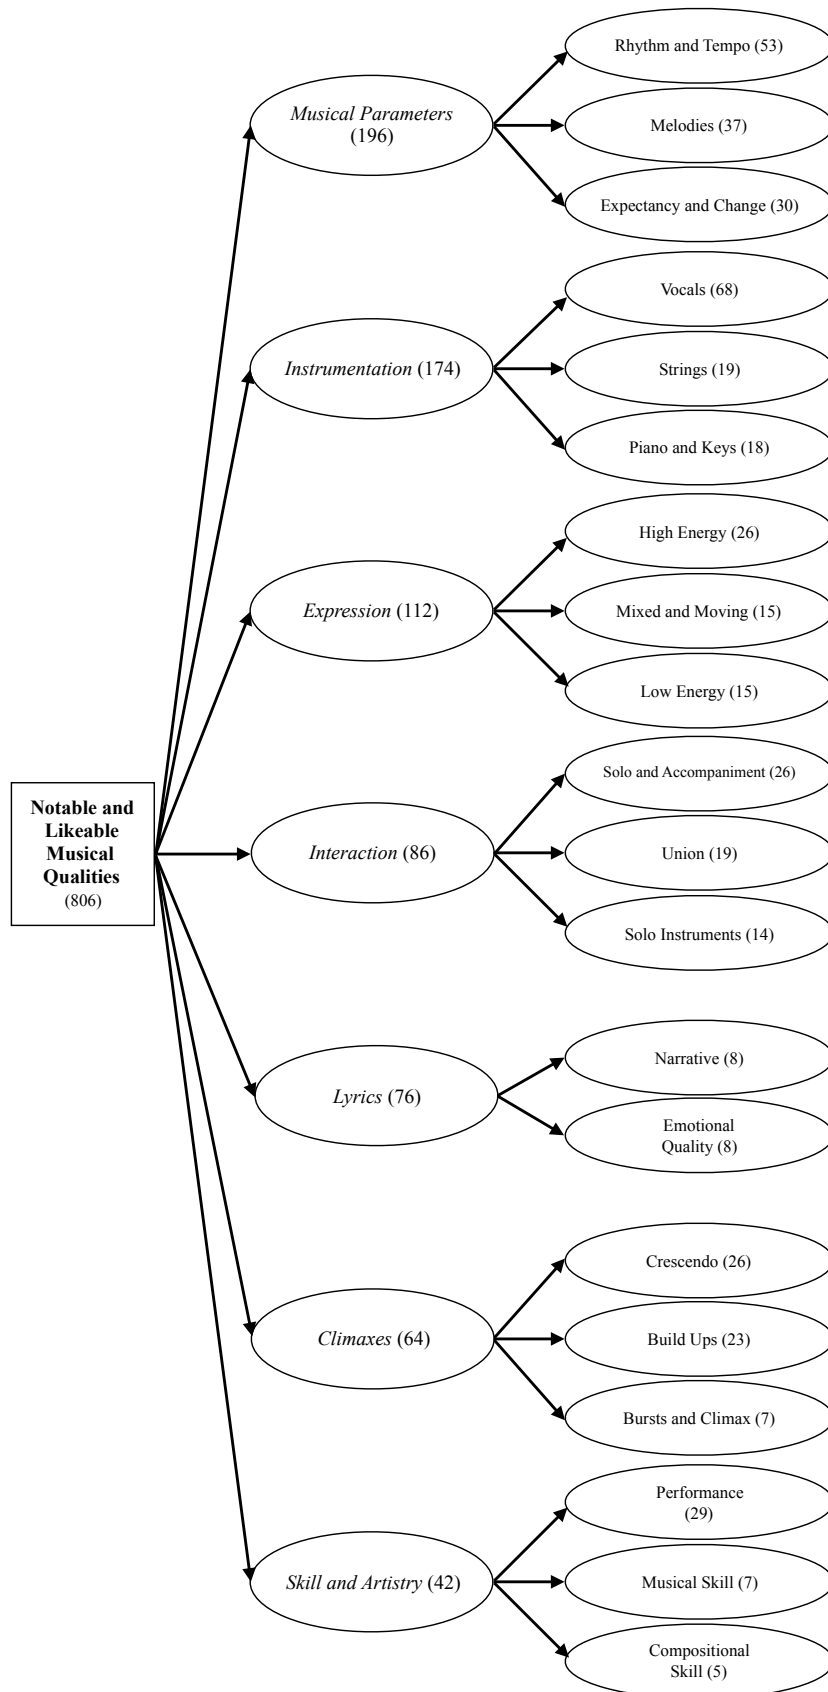 Notable and
Likeable
Musical
Qualities
(806)
Musical Parameters
(196)
Rhythm and Tempo (53)
Melodies (37)
Expectancy and Change (30)
Instrumentation (174)
Vocals (68)
Strings (19)
Piano and Keys (18)
Expression (112)
High Energy (26)
Mixed and Moving (15)
Low Energy (15)
Interaction (86)
Solo and Accompaniment (26)
Union (19)
Solo Instruments (14)
Lyrics (76)
Narrative (8)
Emotional
Quality (8)
Climaxes (64)
Crescendo (26)
Build Ups (23)
Bursts and Climax (7)
Skill and Artistry (42)
Performance
(29)
Musical Skill (7)
Compositional
Skill (5)